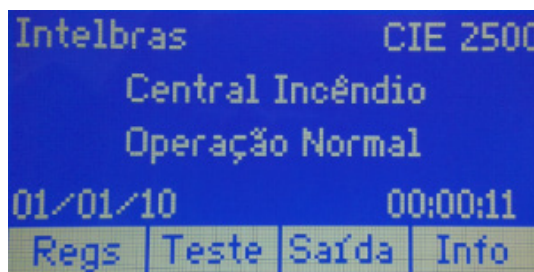 Intelbras CIE 2500
Central Incêndio
Operação Normal
01/01/10 00:00:11
Regs Teste Saída Info